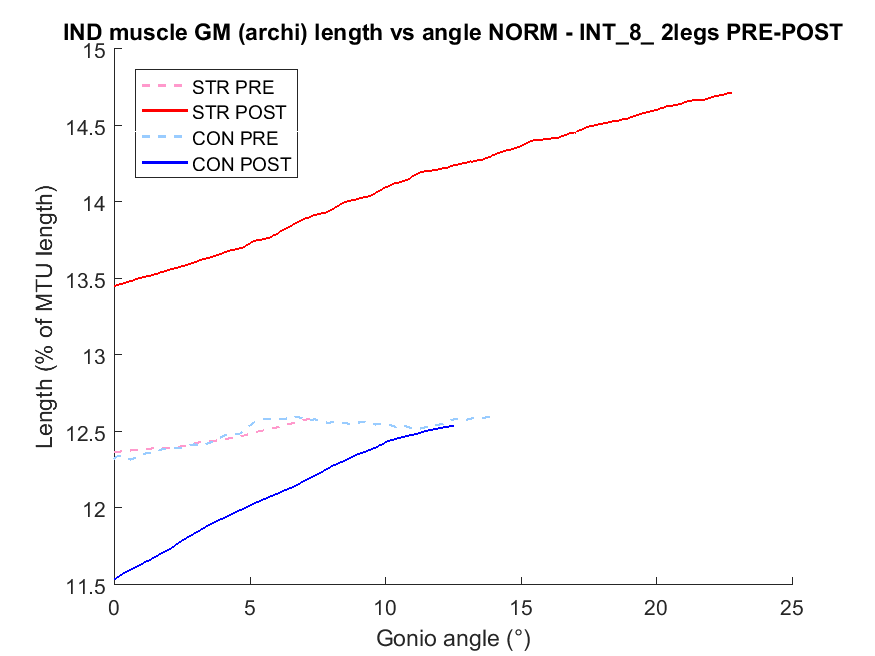 IND muscle GM (archi) length vs angle NORM - INT_8_ 2legs PRE-POST
15
14.5
14
13.5
13
12.5
12
11.5
Length (% of MTU length)
STR PRE
STR POST
CON PRE
CON POST
0 5 10 15 20 25
Gonio angle (°)